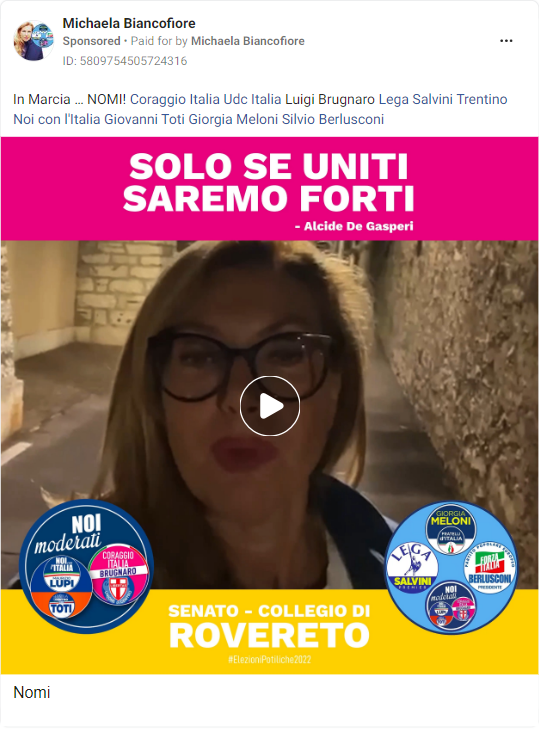 Michaela Biancofiore
Sponsored • Paid for by Michaela Biancofiore
ID: 5809754505724316
In Marcia ... NOMI! Coraggio Italia Udc Italia Luigi Brugnaro Lega Salvini Trentino
Noi con l'Italia Giovanni Toti Giorgia Meloni Silvio Berlusconi
SOLO SE UNITI
SAREMO FORTI
- Alcide De Gasperi
NOI
moderati
NOI
L'ITALIA
LUPI
TOTI
CORAGGIO
ITALIA
BRUGNARO
GIORGIA
MELONI
FRATELLI
d'ITALIA
LEGA
SALVINI
PREMIER
FORZA
ITALIA
BERLUSCONI
PRESIDENTE
NOI
moderati
SENATO - COLLEGIO DI
ROVERETO
#ElezioniPotiliche2022
Nomi